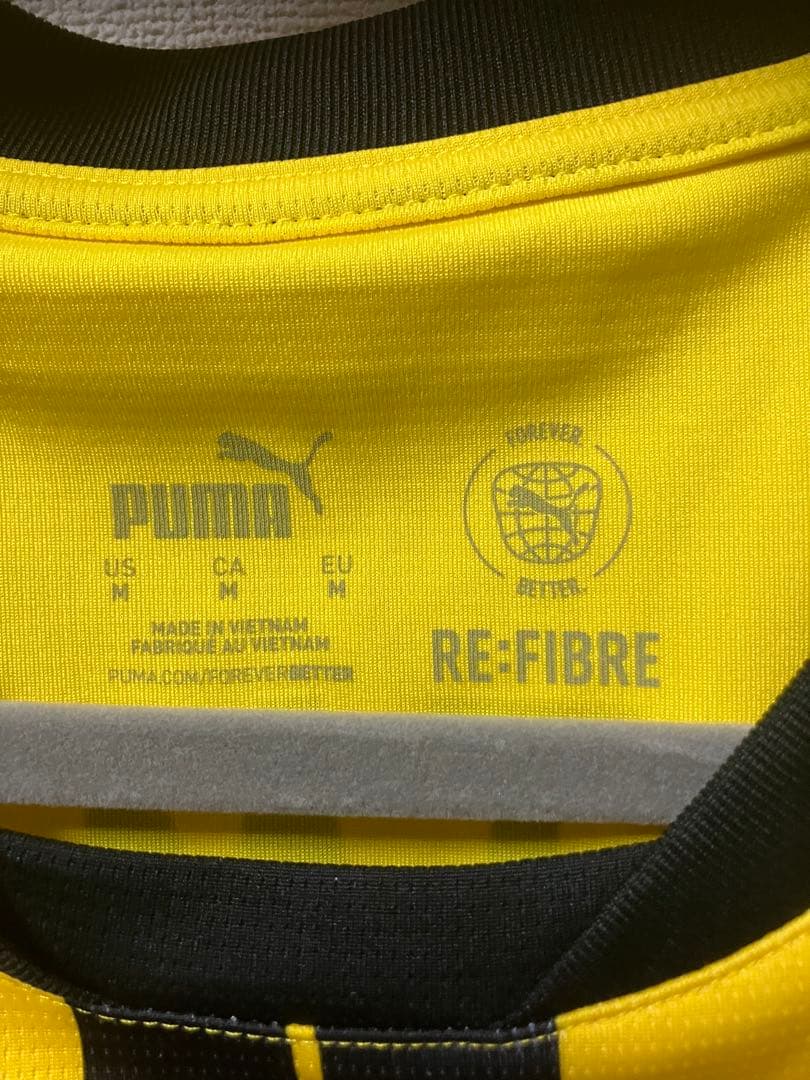 PUMA
US CA EU
M M M
MADE IN VIETNAM
FABRIQUÉ AU VIETNAM
PUMA.COM/FOREVERBETTER
FOREVER.
BETTER.
RE:FIBRE